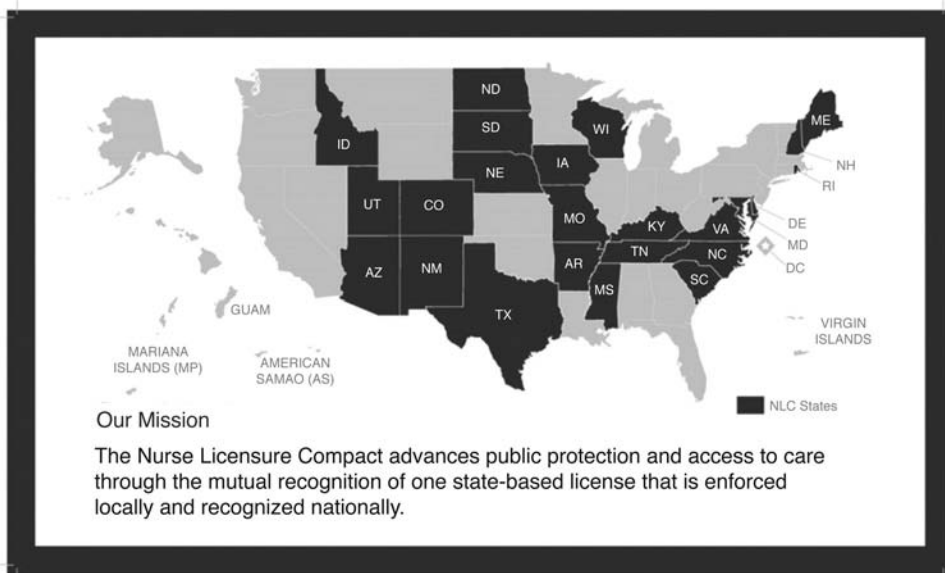 ND
ME
SD
WI
ID
NH
IA
NE
RI
UT
CO
MO
KY
VA
DE
MD
TN
NC
AZ
NM
AR
DC
SC
MS
GUAM
TX
VIRGIN
ISLANDS
MARIANA
ISLANDS (MP)
AMERICAN
SAMAO (AS)
NLC States
Our Mission
The Nurse Licensure Compact advances public protection and access to care
through the mutual recognition of one state-based license that is enforced
locally and recognized nationally.